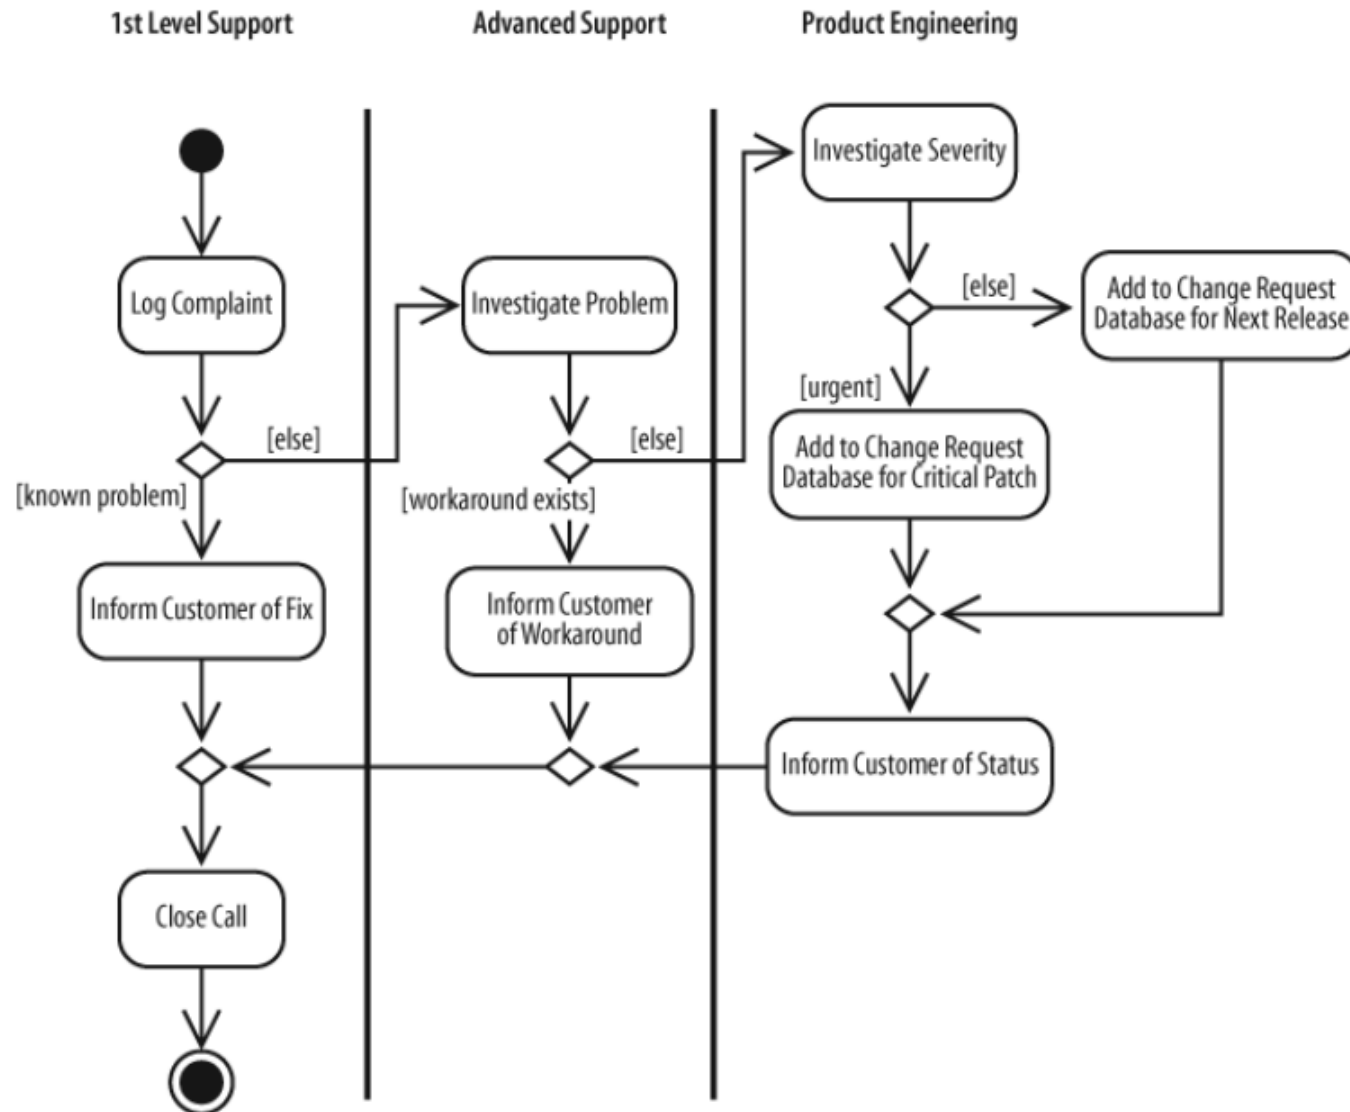 1st Level Support
Advanced Support
Product Engineering
Log Complaint
[else]
[known problem]
Inform Customer of Fix
Close Call
Investigate Problem
[else]
[workaround exists]
Inform Customer
of Workaround
Investigate Severity
[else]
Add to Change Request
Database for Next Release
[urgent]
Add to Change Request
Database for Critical Patch
Inform Customer of Status